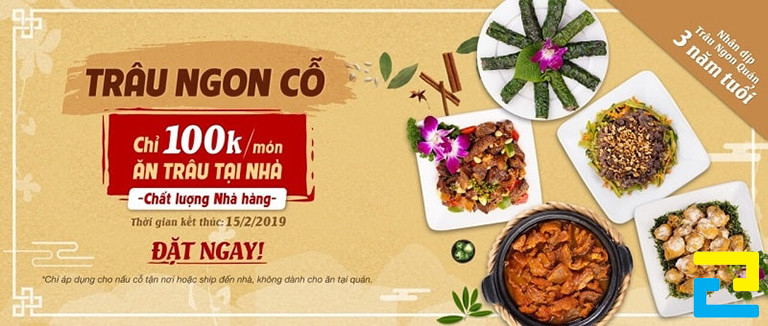 TRÂU NGON CỖ
Chỉ 100k/món
ĂN TRÂU TẠI NHÀ
-Chất lượng Nhà hàng-
Thời gian kết thúc: 15/2/2019
ĐẶT NGAY!
*Chỉ áp dụng cho nấu cỗ tận nơi hoặc ship đến nhà, không dành cho ăn tại quán.
Nhân dịp
Trâu Ngon Quán
3 năm tuổi